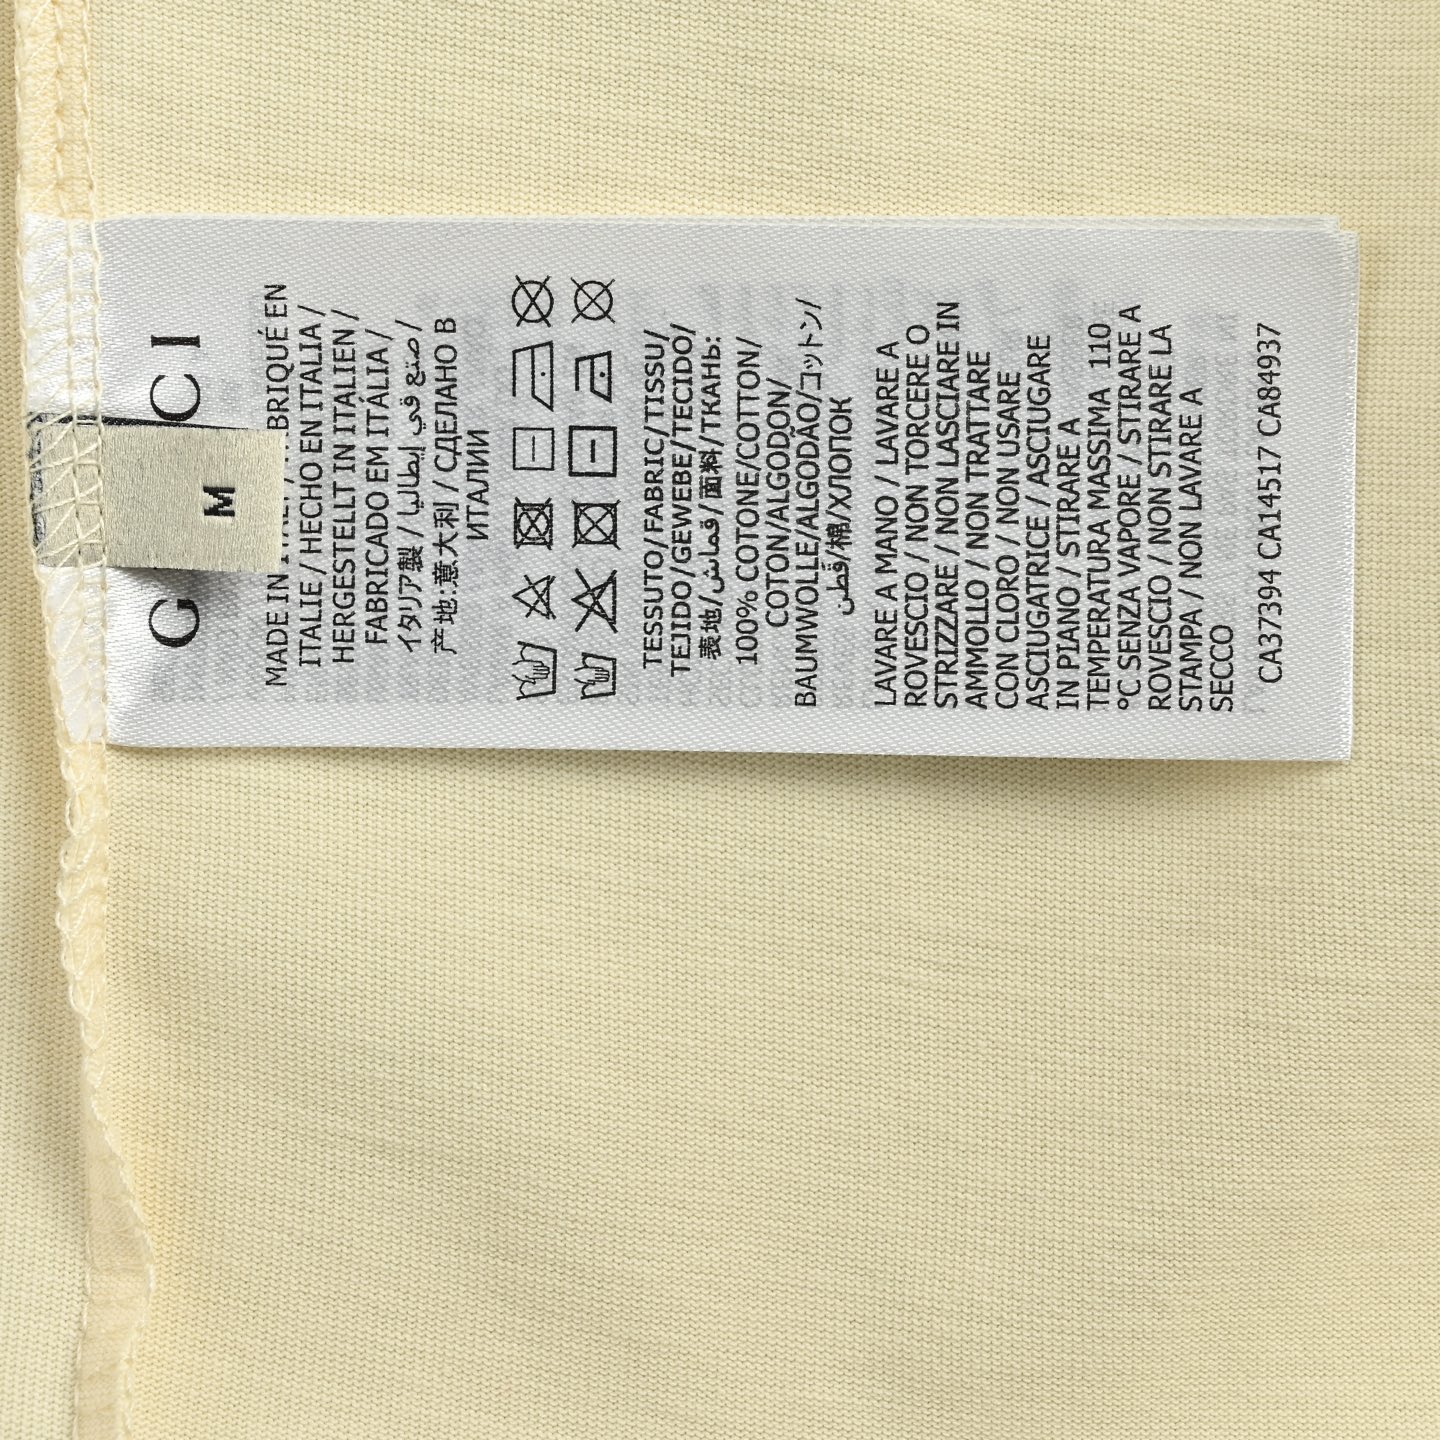 G CI
M
MADE IN ITALY / FABRIQUÉ EN
ITALIE / HECHO EN ITALIA /
HERGESTELLT IN ITALIEN /
FABRICADO EM ITÁLIA /
イタリア製 / صنع في إيطاليا /
产地:意大利 / СДЕЛАНО В
ИТАЛИИ
TESSUTO/FABRIC/TISSU/
TEJIDO/GEWEBE/TECIDO/
表地/قماش/面料/ТКАНЬ:
100% COTONE/COTTON/
COTON/ALGODON/
BAUMWOLLE/ALGODÃO/コットン/
قطن/棉/ХЛОПОК
LAVARE A MANO / LAVARE A
ROVESCIO / NON TORCERE O
STRIZZARE / NON LASCIARE IN
AMMOLLO / NON TRATTARE
CON CLORO / NON USARE
ASCIUGATRICE / ASCIUGARE
IN PIANO / STIRARE A
TEMPERATURA MASSIMA 110
°C SENZA VAPORE / STIRARE A
ROVESCIO / NON STIRARE LA
STAMPA / NON LAVARE A
SECCO
CA37394 CA14517 CA84937